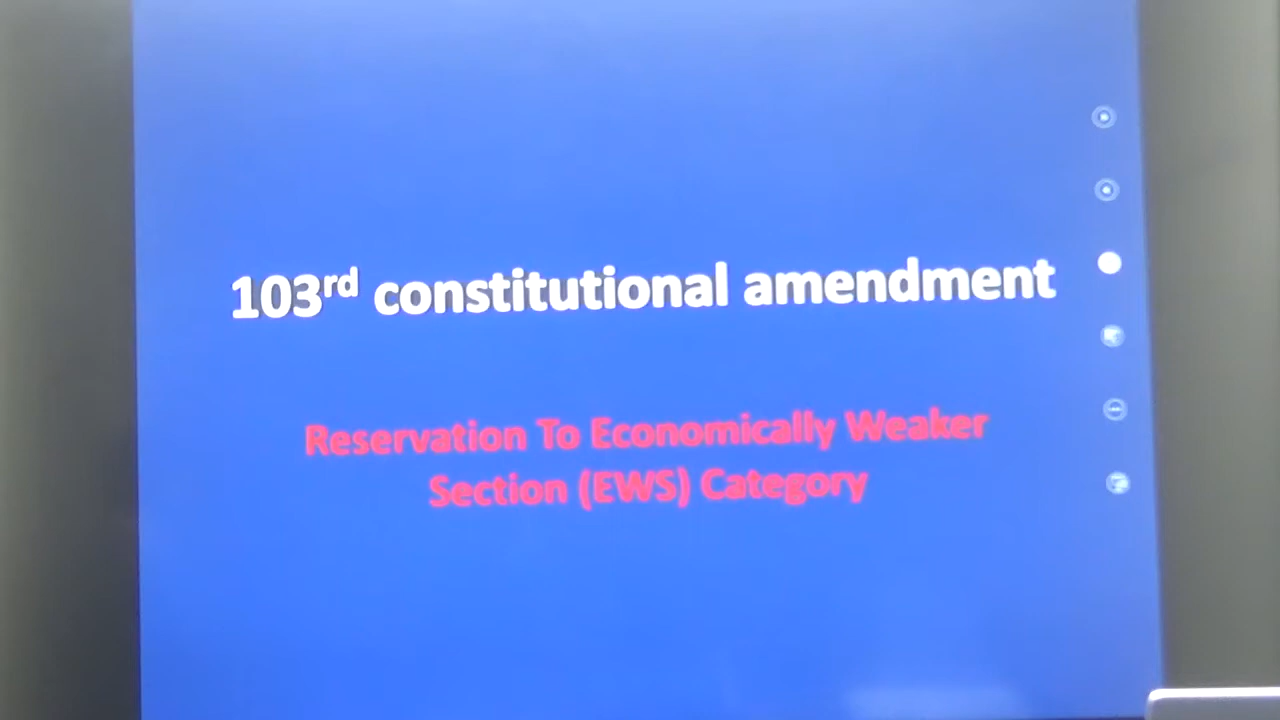 103rd constitutional amendment
Reservation To Economically Weaker
Section (EWS) Category